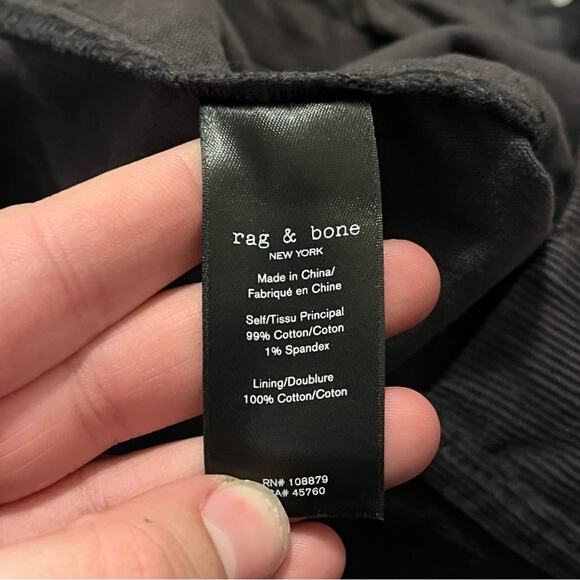 rag & bone
NEW YORK
Made in China/
Fabriqué en Chine
Self/Tissu Principal
99% Cotton/Coton
1% Spandex
Lining/Doublure
100% Cotton/Coton
RN# 108879
CA# 45760